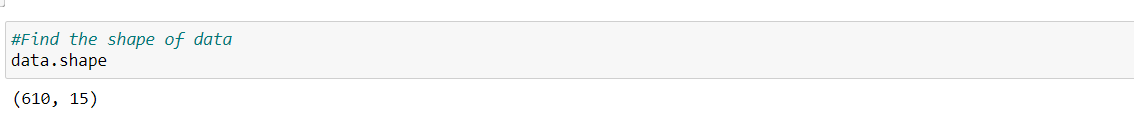 #Find the shape of data
data.shape
(610, 15)